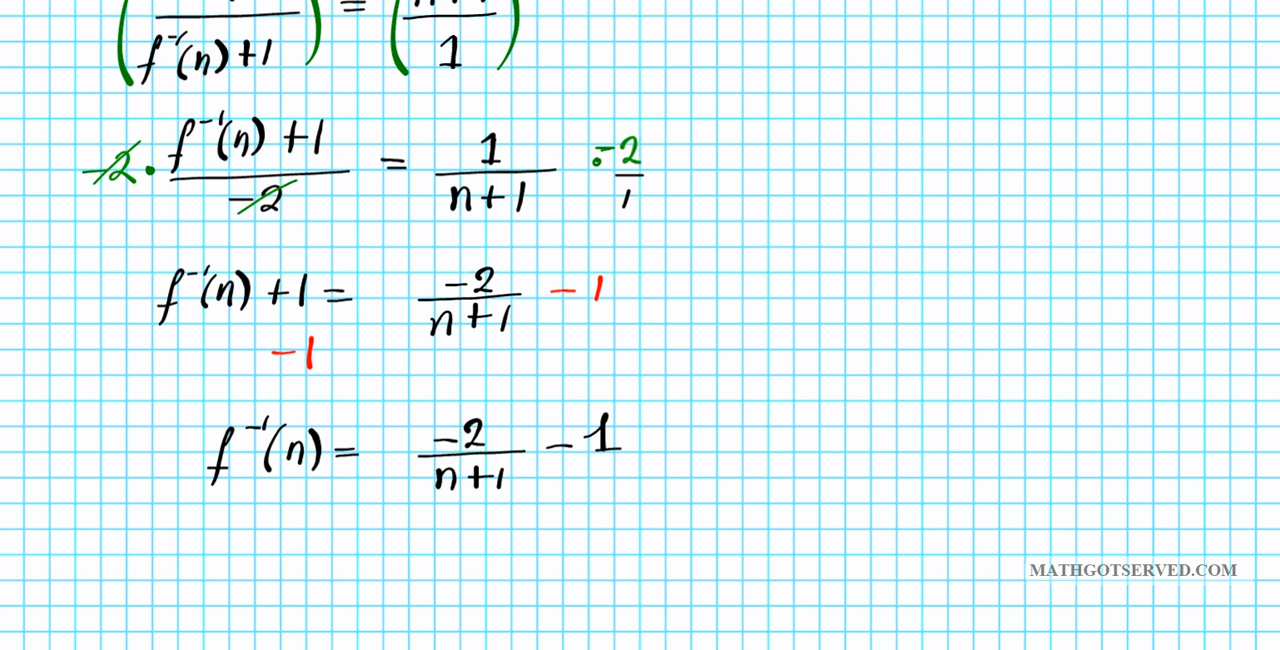 (f⁻¹(n)+1) = (1)
-2 · f⁻¹(n) + 1 / -2 = 1 / n+1 · -2 / 1
f⁻¹(n) + 1 = -2 / n+1 - 1
-1
f⁻¹(n) = -2 / n+1 - 1
MATHGOTSERVED.COM